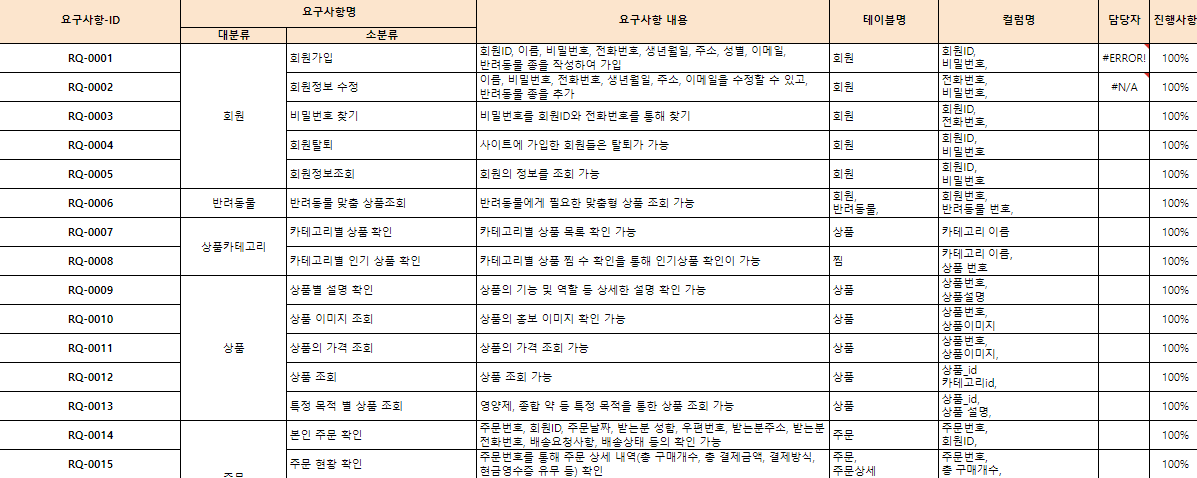 요구사항-ID 요구사항명 요구사항 내용 테이블명 컬럼명 담당자 진행사항
대분류 소분류
RQ-0001 회원가입 회원ID, 이름, 비밀번호, 전화번호, 생년월일, 주소, 성별, 이메일, 회원 회원ID, #ERROR! 100%
반려동물 종을 작성하여 가입 비밀번호,
RQ-0002 회원정보 수정 이름, 비밀번호, 전화번호, 생년월일, 주소, 이메일을 수정할 수 있고, 회원 전화번호, #N/A 100%
반려동물 종을 추가 비밀번호,
회원
RQ-0003 비밀번호 찾기 비밀번호를 회원ID와 전화번호를 통해 찾기 회원 회원ID, 100%
전화번호,
RQ-0004 회원탈퇴 사이트에 가입한 회원들은 탈퇴가 가능 회원 회원ID, 100%
비밀번호
RQ-0005 회원정보조회 회원의 정보를 조회 가능 회원 회원ID, 100%
비밀번호
RQ-0006 반려동물 반려동물 맞춤 상품조회 반려동물에게 필요한 맞춤형 상품 조회 가능 회원, 회원번호, 100%
반려동물, 반려동물 번호,
상품카테고리
RQ-0007 카테고리별 상품 확인 카테고리별 상품 목록 확인 가능 상품 카테고리 이름 100%
RQ-0008 카테고리별 인기 상품 확인 카테고리별 상품 찜 수 확인을 통해 인기상품 확인이 가능 찜 카테고리 이름, 100%
상품 번호
상품
RQ-0009 상품별 설명 확인 상품의 기능 및 역할 등 상세한 설명 확인 가능 상품 상품번호, 100%
상품설명
RQ-0010 상품 이미지 조회 상품의 홍보 이미지 확인 가능 상품 상품번호, 100%
상품이미지
RQ-0011 상품의 가격 조회 상품의 가격 조회 가능 상품 상품번호, 100%
상품이미지,
RQ-0012 상품 조회 상품 조회 가능 상품 상품_id 100%
카테고리id,
RQ-0013 특정 목적 별 상품 조회 영양제, 종합 약 등 특정 목적을 통한 상품 조회 가능 상품 상품_id, 100%
상품 설명,
RQ-0014 본인 주문 확인 주문번호, 회원ID, 주문날짜, 받는분 성함, 우편번호, 받는분주소, 받는분 주문 주문번호, 100%
전화번호, 배송요청사항, 배송상태 등의 확인 가능 회원ID,
RQ-0015 주문 현황 확인 주문번호를 통해 주문 상세 내역(총 구매개수, 총 결제금액, 결제방식, 주문, 주문번호, 100%
현금영수증 유무 등) 확인 주문상세 총 구매개수,